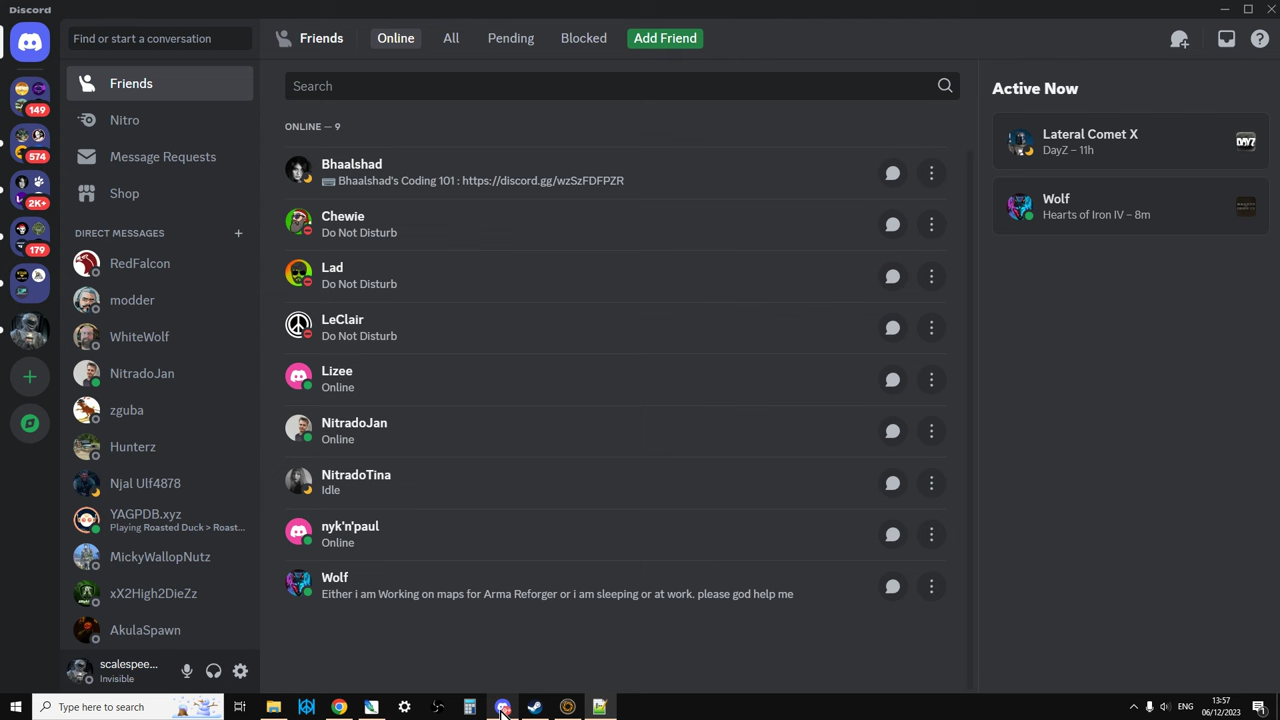 Discord
Find or start a conversation
Friends
Online
All
Pending
Blocked
Add Friend
149
574
2K+
179
Friends
Nitro
Message Requests
Shop
DIRECT MESSAGES
RedFalcon
modder
WhiteWolf
NitradoJan
zguba
Hunterz
Njal Ulf4878
YAGPDB.xyz
Playing Roasted Duck > Roast...
MickyWallopNutz
xX2High2DieZz
AkulaSpawn
scalespee...
Invisible
Search
ONLINE — 9
Bhaalshad
Bhaalshad's Coding 101 : https://discord.gg/wzSzFDFPZR
Chewie
Do Not Disturb
Lad
Do Not Disturb
LeClair
Do Not Disturb
Lizee
Online
NitradoJan
Online
NitradoTina
Idle
nyk'n'paul
Online
Wolf
Either i am Working on maps for Arma Reforger or i am sleeping or at work. please god help me
Active Now
Lateral Comet X
DayZ – 11h
DAYZ
Wolf
Hearts of Iron IV – 8m
Type here to search
ENG
13:57
06/12/2023